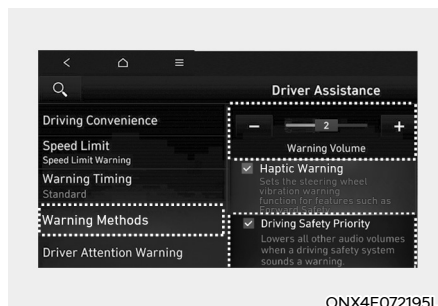 Driver Assistance
Driving Convenience
Speed Limit
Speed Limit Warning
Warning Timing
Standard
Warning Methods
Driver Attention Warning
2
Warning Volume
Haptic Warning
Sets the steering wheel
vibration warning
function for features such as
Forward Safety.
Driving Safety Priority
Lowers all other audio volumes
when a driving safety system
sounds a warning.
ONX4E072195L